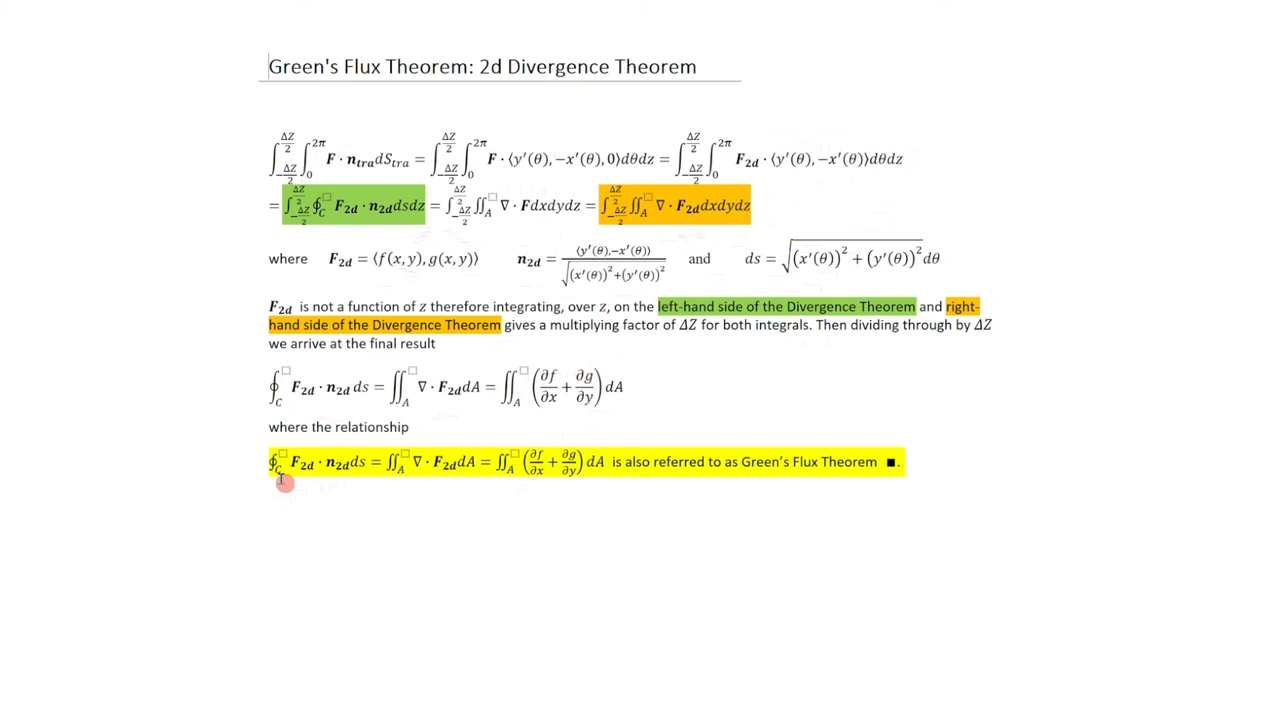 Green's Flux Theorem: 2d Divergence Theorem
∫_{-ΔZ/2}^{ΔZ/2} ∫_0^{2π} F · n_tra dS_tra = ∫_{-ΔZ/2}^{ΔZ/2} ∫_0^{2π} F · ⟨y′(θ), −x′(θ), 0⟩dθdz = ∫_{-ΔZ/2}^{ΔZ/2} ∫_0^{2π} F_2d · ⟨y′(θ), −x′(θ)⟩dθdz
= ∫_{-ΔZ/2}^{ΔZ/2} ∮_C F_2d · n_2d dsdz = ∫_{-ΔZ/2}^{ΔZ/2} ∬_A ∇ · Fdxdydz = ∫_{-ΔZ/2}^{ΔZ/2} ∬_A ∇ · F_2d dxdydz
where F_2d = ⟨f(x, y), g(x, y)⟩ n_2d = ⟨y′(θ),−x′(θ)⟩ / √((x′(θ))² + (y′(θ))²) and ds = √((x′(θ))² + (y′(θ))²) dθ
F_2d is not a function of z therefore integrating, over z, on the left-hand side of the Divergence Theorem and right-
hand side of the Divergence Theorem gives a multiplying factor of ΔZ for both integrals. Then dividing through by ΔZ
we arrive at the final result
∮_C F_2d · n_2d ds = ∬_A ∇ · F_2d dA = ∬_A (∂f/∂x + ∂g/∂y) dA
where the relationship
∮_C F_2d · n_2d ds = ∬_A ∇ · F_2d dA = ∬_A (∂f/∂x + ∂g/∂y) dA is also referred to as Green's Flux Theorem ■.